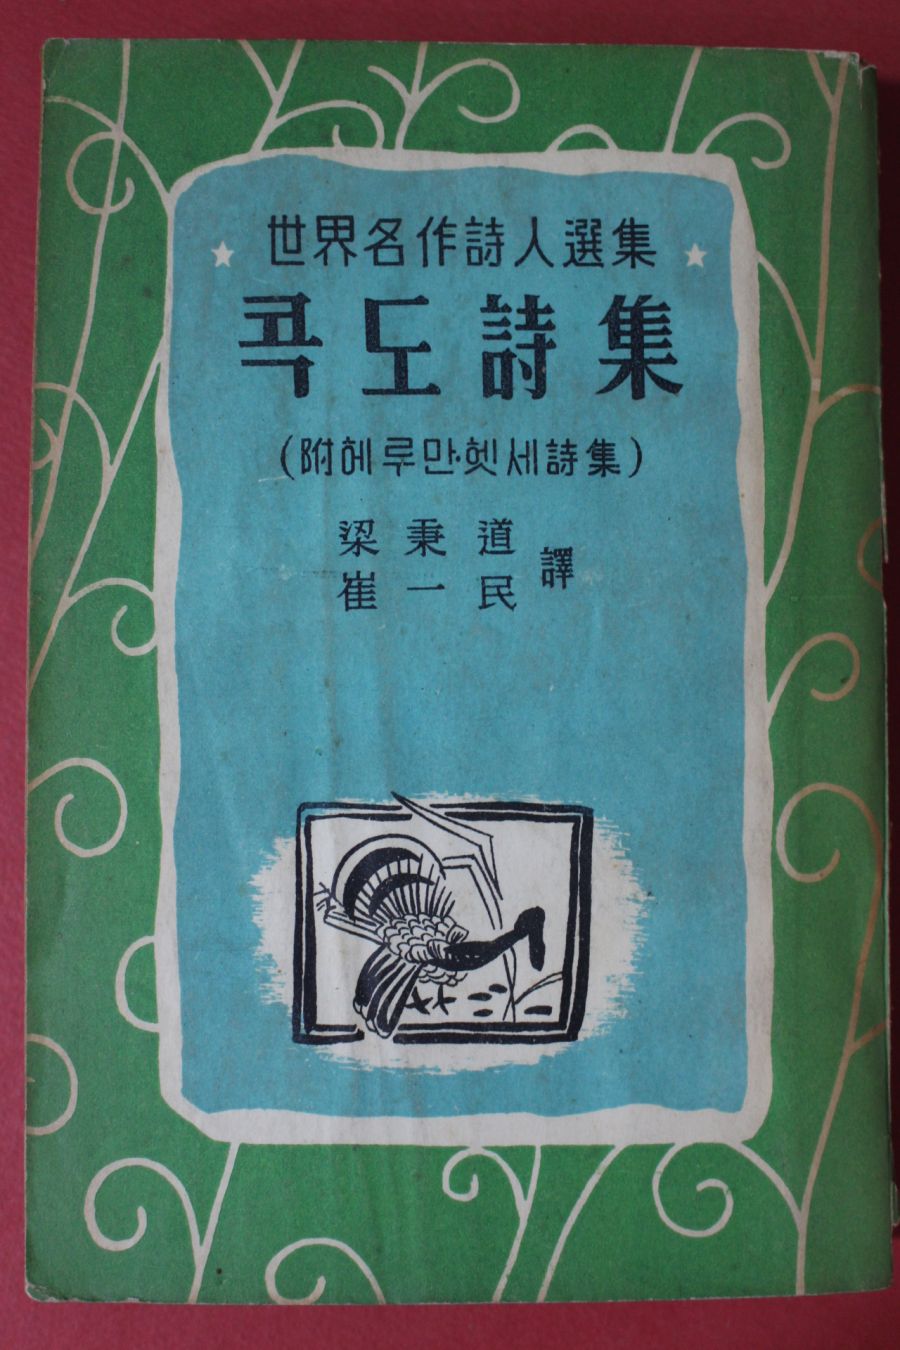 世界名作詩人選集
콕도詩集
(附헤루만·헷세詩集)
梁秉道
崔一民
譯